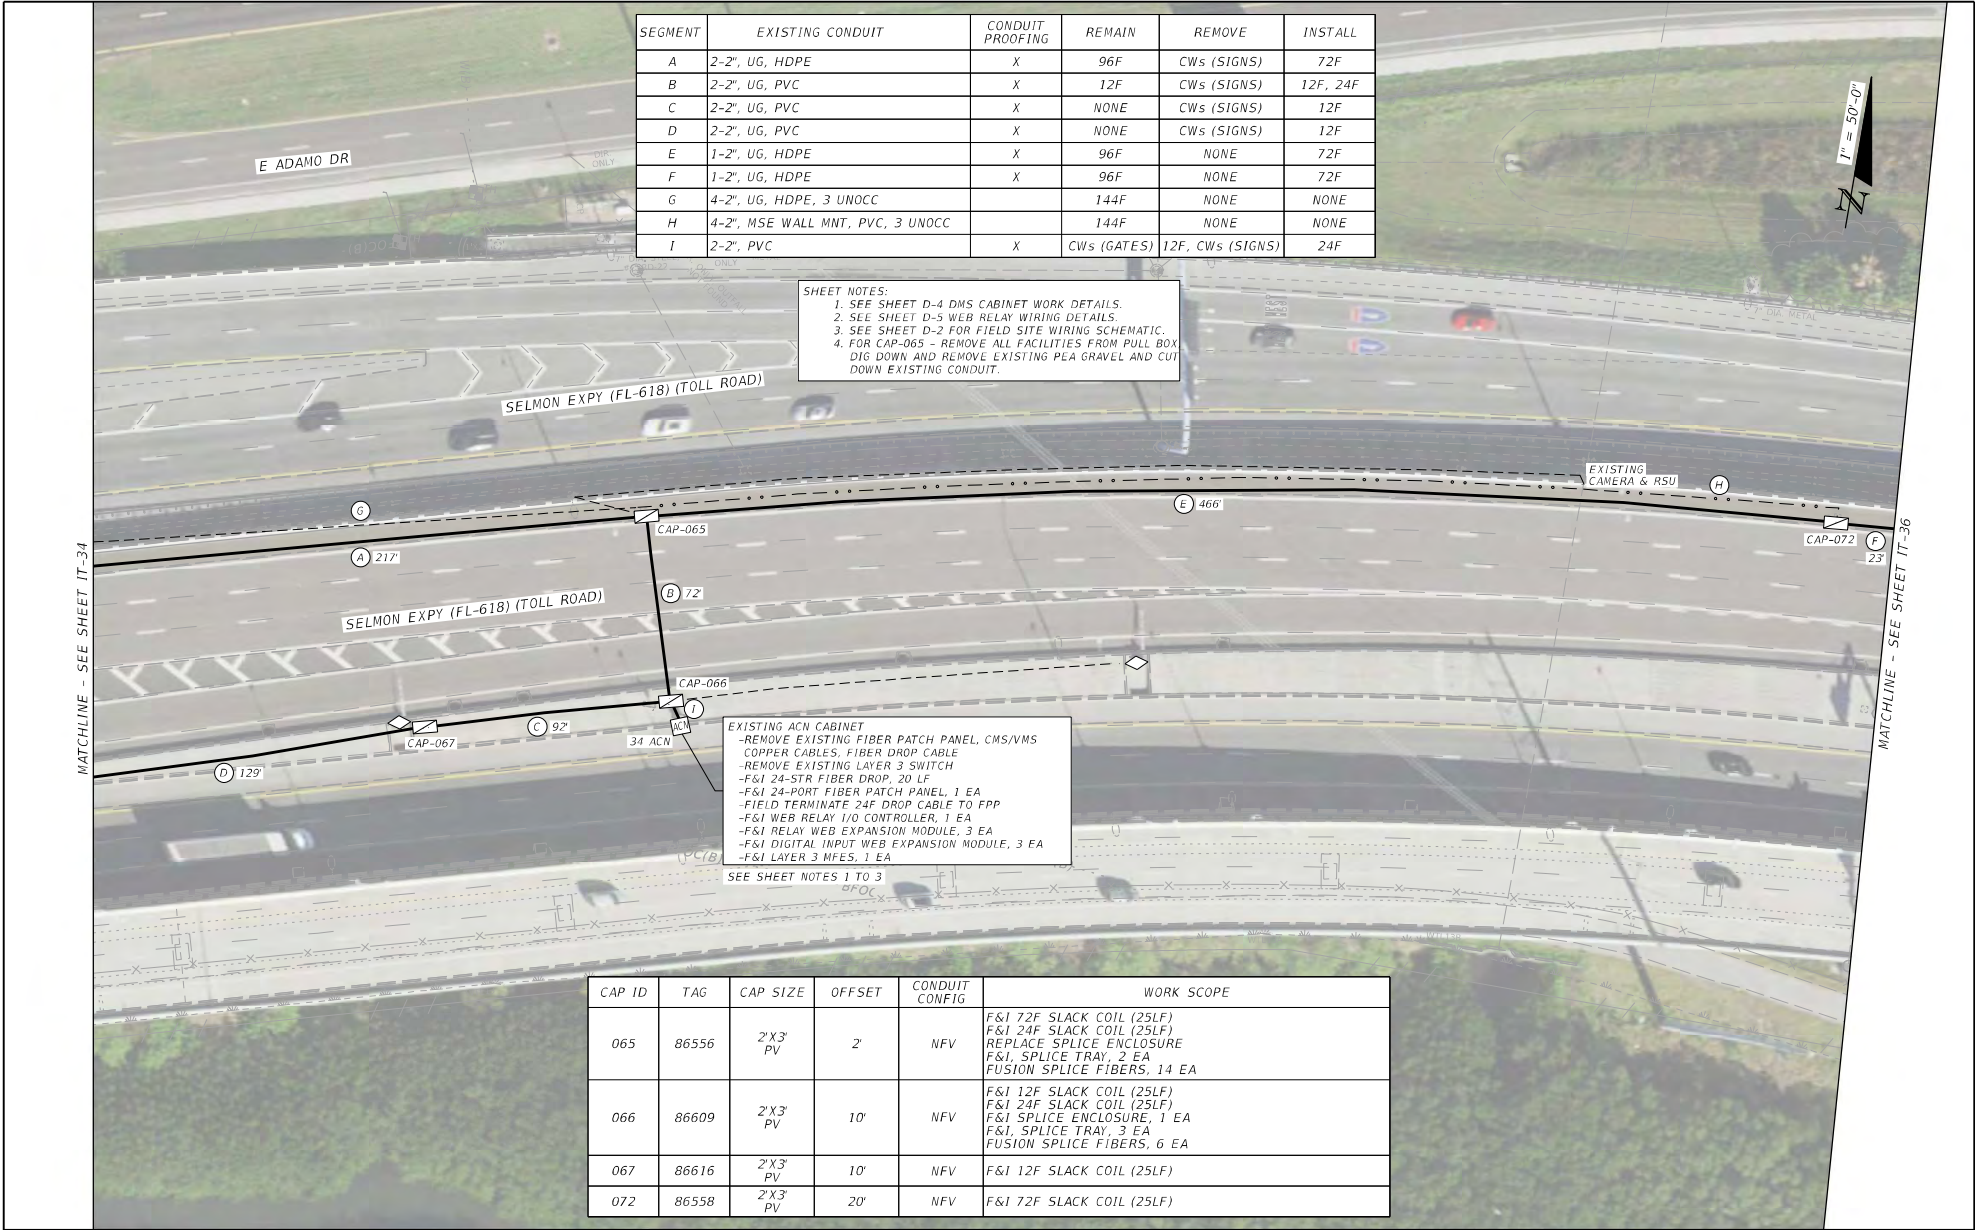 SEGMENT EXISTING CONDUIT CONDUIT PROOFING REMAIN REMOVE INSTALL
A 2-2", UG, HDPE X 96F CWs (SIGNS) 72F
B 2-2", UG, PVC X 12F CWs (SIGNS) 12F, 24F
C 2-2", UG, PVC X NONE CWs (SIGNS) 12F
D 2-2", UG, PVC X NONE CWs (SIGNS) 12F
E 1-2", UG, HDPE X 96F NONE 72F
F 1-2", UG, HDPE X 96F NONE 72F
G 4-2", UG, HDPE, 3 UNOCC 144F NONE NONE
H 4-2", MSE WALL MNT, PVC, 3 UNOCC 144F NONE NONE
I 2-2", PVC X CWs (GATES) 12F, CWs (SIGNS) 24F
1" = 50'-0"
N
E ADAMO DR
SHEET NOTES:
1. SEE SHEET D-4 DMS CABINET WORK DETAILS.
2. SEE SHEET D-5 WEB RELAY WIRING DETAILS.
3. SEE SHEET D-2 FOR FIELD SITE WIRING SCHEMATIC.
4. FOR CAP-065 - REMOVE ALL FACILITIES FROM PULL BOX
DIG DOWN AND REMOVE EXISTING PEA GRAVEL AND CUT
DOWN EXISTING CONDUIT.
SELMON EXPY (FL-618) (TOLL ROAD)
EXISTING
CAMERA & RSU
H
G
E 466'
CAP-065
A 217'
CAP-072
F
23'
B 72'
SELMON EXPY (FL-618) (TOLL ROAD)
MATCHLINE - SEE SHEET IT-34
MATCHLINE - SEE SHEET IT-36
CAP-066
I
ACN
34 ACN
C 92'
CAP-067
D 129'
EXISTING ACN CABINET
-REMOVE EXISTING FIBER PATCH PANEL, CMS/VMS
COPPER CABLES, FIBER DROP CABLE
-REMOVE EXISTING LAYER 3 SWITCH
-F&I 24-STR FIBER DROP, 20 LF
-F&I 24-PORT FIBER PATCH PANEL, 1 EA
-FIELD TERMINATE 24F DROP CABLE TO FPP
-F&I WEB RELAY I/O CONTROLLER, 1 EA
-F&I RELAY WEB EXPANSION MODULE, 3 EA
-F&I DIGITAL INPUT WEB EXPANSION MODULE, 3 EA
-F&I LAYER 3 MFES, 1 EA
SEE SHEET NOTES 1 TO 3
BFOC
CAP ID TAG CAP SIZE OFFSET CONDUIT CONFIG WORK SCOPE
065 86556 2'X3' PV 2' NFV F&I 72F SLACK COIL (25LF)
F&I 24F SLACK COIL (25LF)
REPLACE SPLICE ENCLOSURE
F&I, SPLICE TRAY, 2 EA
FUSION SPLICE FIBERS, 14 EA
066 86609 2'X3' PV 10' NFV F&I 12F SLACK COIL (25LF)
F&I 24F SLACK COIL (25LF)
F&I SPLICE ENCLOSURE, 1 EA
F&I, SPLICE TRAY, 3 EA
FUSION SPLICE FIBERS, 6 EA
067 86616 2'X3' PV 10' NFV F&I 12F SLACK COIL (25LF)
072 86558 2'X3' PV 20' NFV F&I 72F SLACK COIL (25LF)